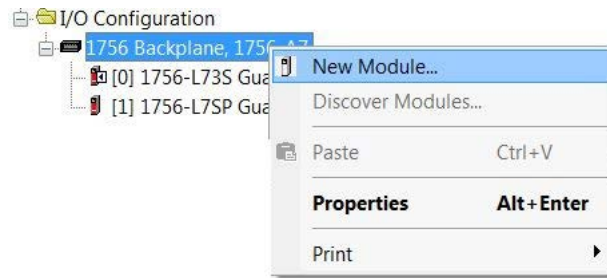 I/O Configuration
1756 Backplane, 1756-A7
[0] 1756-L73S Gua
[1] 1756-L7SP Gua
New Module...
Discover Modules...
Paste Ctrl+V
Properties Alt+Enter
Print